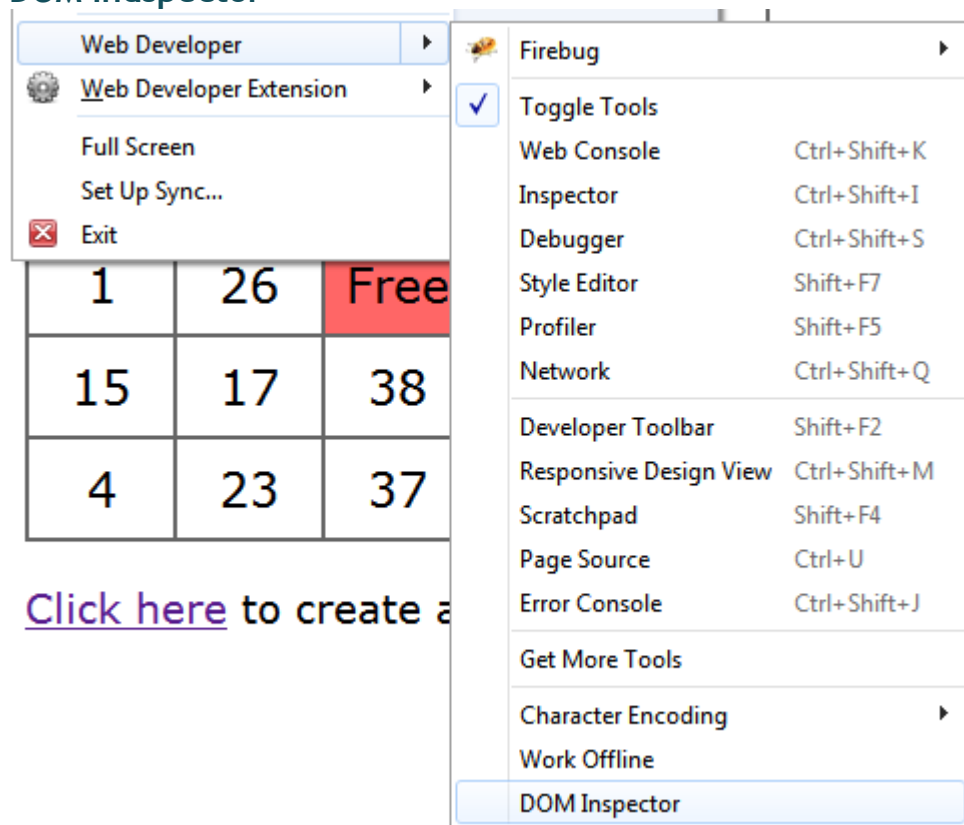 DOM
Web Developer
Web Developer Extension
Full Screen
Set Up Sync...
Exit
Firebug
Toggle Tools
Web Console Ctrl+Shift+K
Inspector Ctrl+Shift+I
Debugger Ctrl+Shift+S
Style Editor Shift+F7
Profiler Shift+F5
Network Ctrl+Shift+Q
Developer Toolbar Shift+F2
Responsive Design View Ctrl+Shift+M
Scratchpad Shift+F4
Page Source Ctrl+U
Error Console Ctrl+Shift+J
Get More Tools
Character Encoding
Work Offline
DOM Inspector
1 26 Free
15 17 38
4 23 37
Click here to create a